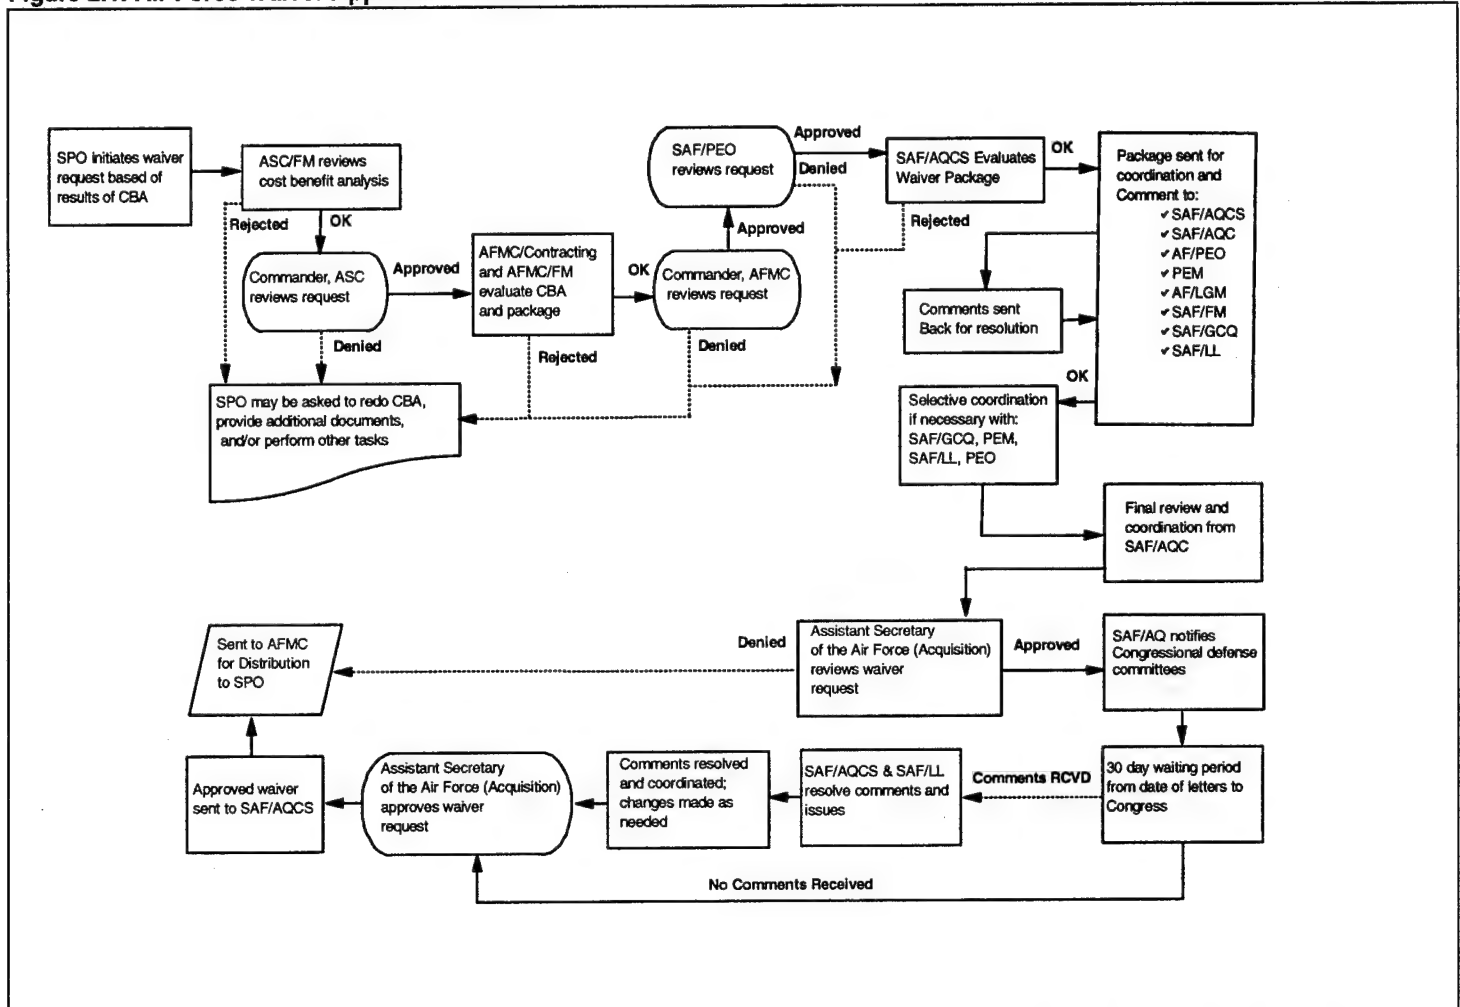 SPO initiates waiver
request based of
results of CBA
ASC/FM reviews
cost benefit analysis
Rejected
OK
Commander, ASC
reviews request
Approved
Denied
AFMC/Contracting
and AFMC/FM
evaluate CBA
and package
OK
Rejected
Commander, AFMC
reviews request
Approved
Denied
SAF/PEO
reviews request
Approved
Denied
SAF/AQCS Evaluates
Waiver Package
OK
Rejected
Package sent for
coordination and
Comment to:
✔SAF/AQCS
✔SAF/AQC
✔AF/PEO
✔PEM
✔AF/LGM
✔SAF/FM
✔SAF/GCQ
✔SAF/LL
Comments sent
Back for resolution
OK
SPO may be asked to redo CBA,
provide additional documents,
and/or perform other tasks
Selective coordination
if necessary with:
SAF/GCQ, PEM,
SAF/LL, PEO
Final review and
coordination from
SAF/AQC
Assistant Secretary
of the Air Force (Acquisition)
reviews waiver
request
Denied
Approved
Sent to AFMC
for Distribution
to SPO
SAF/AQ notifies
Congressional defense
committees
30 day waiting period
from date of letters to
Congress
Comments RCVD
SAF/AQCS & SAF/LL
resolve comments and
issues
Comments resolved
and coordinated;
changes made as
needed
Assistant Secretary
of the Air Force (Acquisition)
approves waiver
request
Approved waiver
sent to SAF/AQCS
No Comments Received